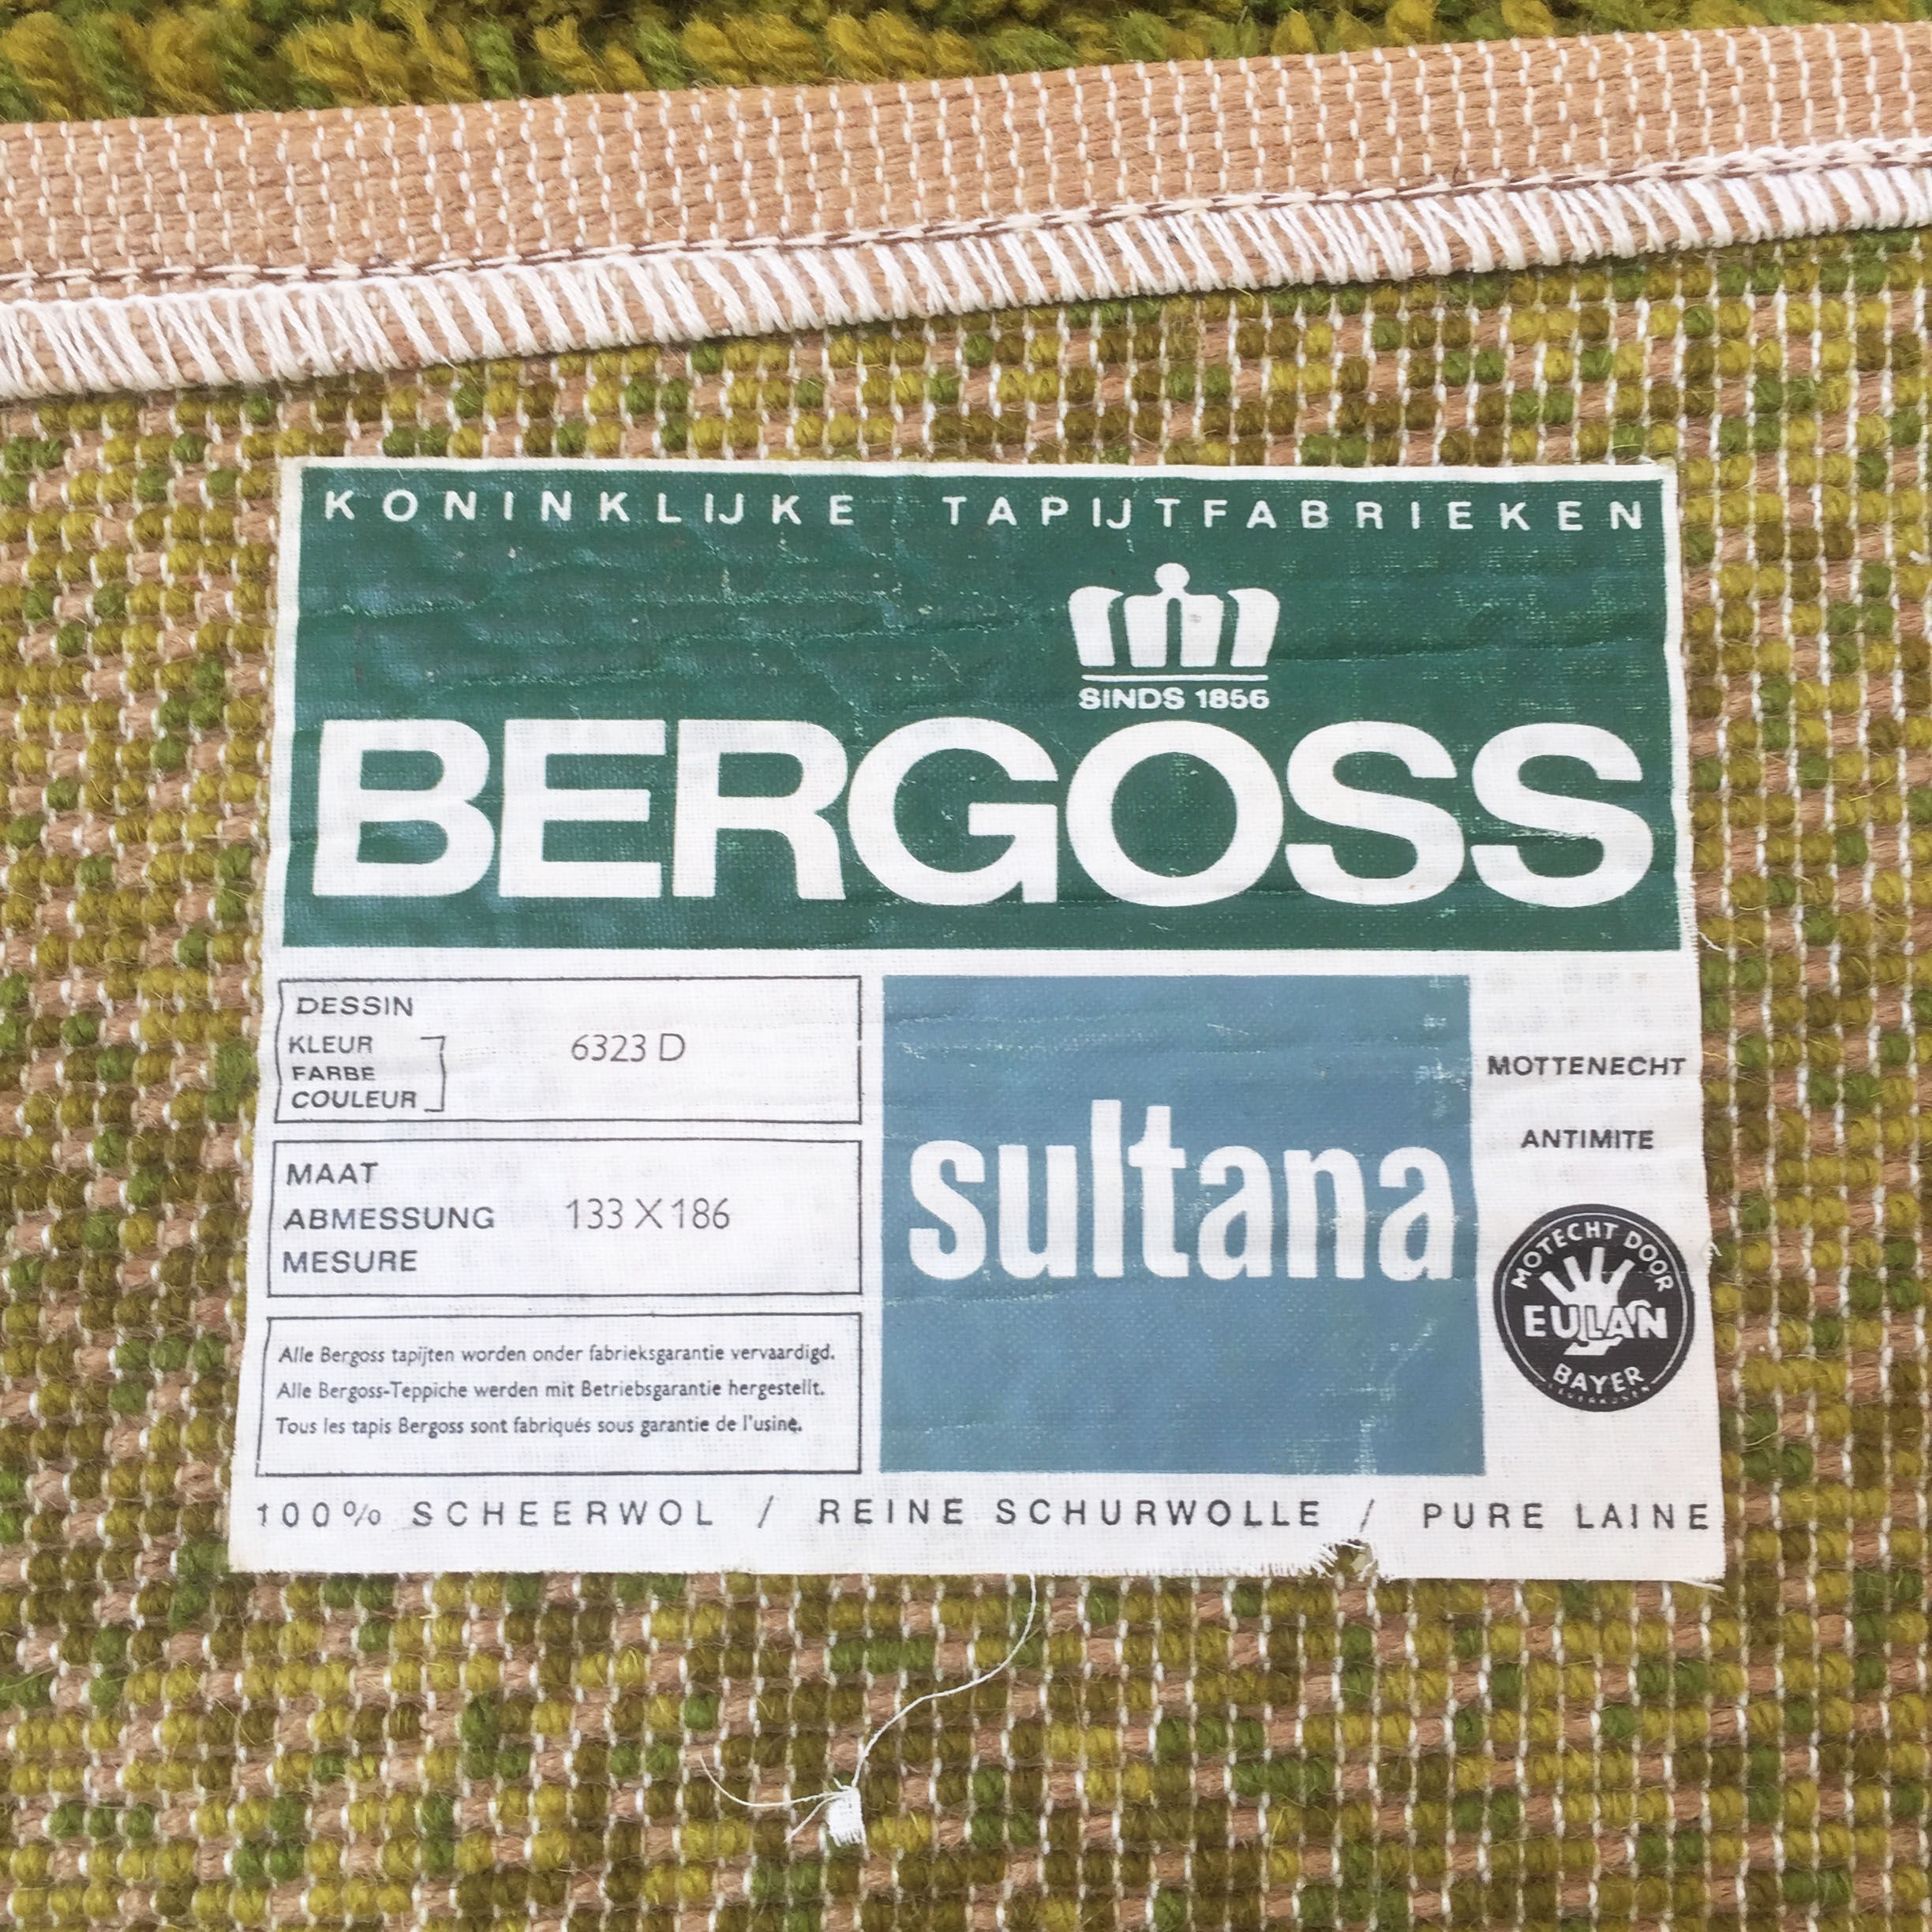 KONINKLIJKE TAPIJTFABRIEKEN
SINDS 1856
BERGOSS
DESSIN
KLEUR
FARBE
COULEUR
6323 D
MAAT
ABMESSUNG
MESURE
133 X 186
Alle Bergoss tapijten worden onder fabrieksgarantie vervaardigd.
Alle Bergoss-Teppiche werden mit Betriebsgarantie hergestellt.
Tous les tapis Bergoss sont fabriqués sous garantie de l'usine.
sultana
MOTTENECHT
ANTIMITE
MOTECHT DOOR
EULAN
BAYER
100% SCHEERWOL / REINE SCHURWOLLE / PURE LAINE